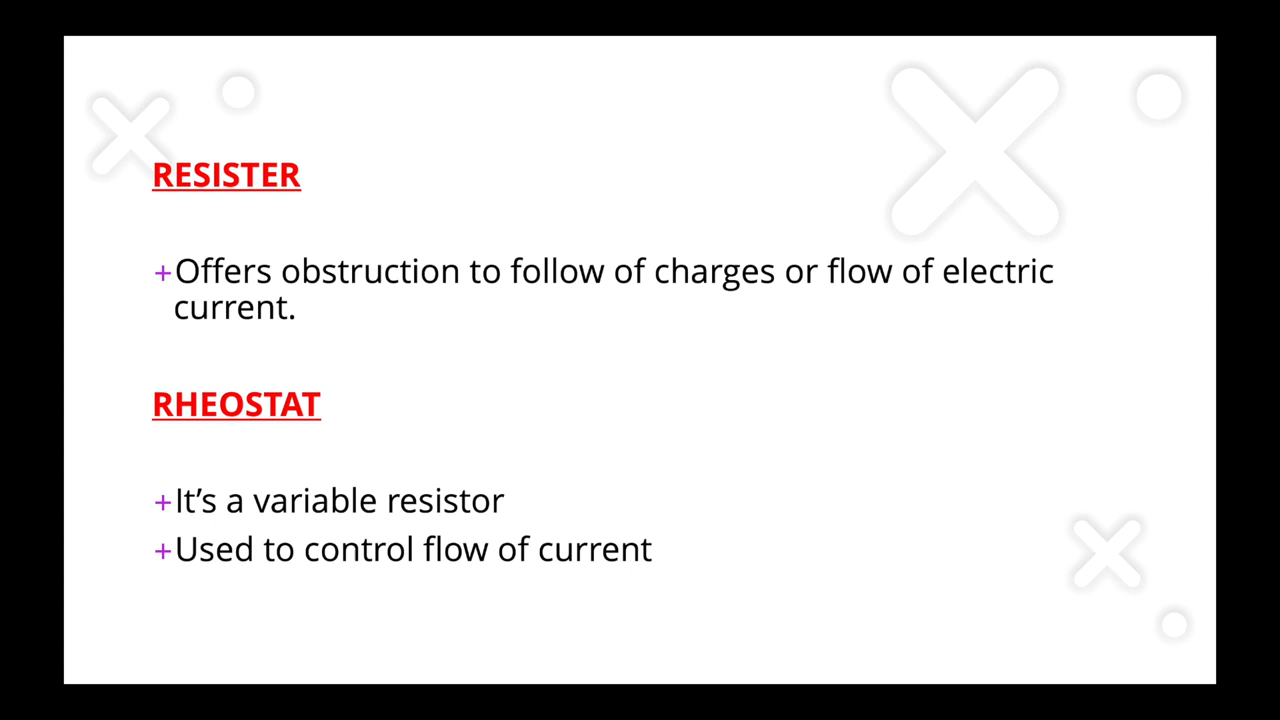 RESISTER
+Offers obstruction to follow of charges or flow of electric
current.
RHEOSTAT
+It’s a variable resistor
+Used to control flow of current